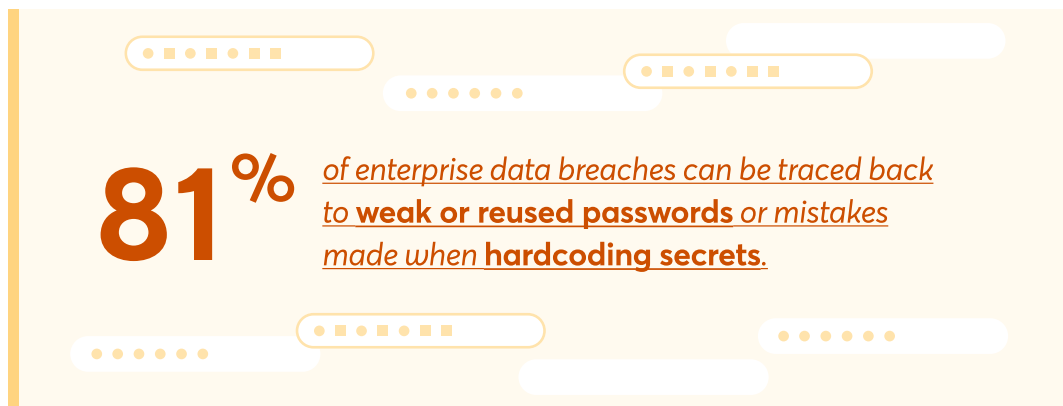 81% of enterprise data breaches can be traced back
to weak or reused passwords or mistakes
made when hardcoding secrets.